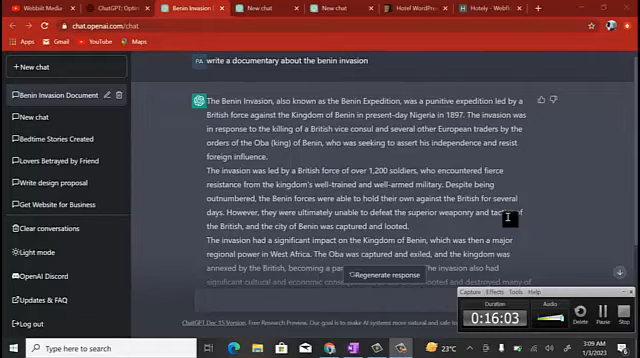 Webbit Media
ChatGPT: Optim
Benin Invasion D
New chat
New chat
Hotel WordPres
Hotely - Webfl
chat.openai.com/chat
Apps
Gmail
YouTube
Maps
New chat
PA write a documentary about the benin invasion
Benin Invasion Document
New chat
Bedtime Stories Created
Lovers Betrayed by Friend
Write design proposal
Get Website for Business
Clear conversations
Light mode
OpenAI Discord
Updates & FAQ
Log out
The Benin Invasion, also known as the Benin Expedition, was a punitive expedition led by a
British force against the Kingdom of Benin in present-day Nigeria in 1897. The invasion was
in response to the killing of a British vice consul and several other European traders by the
orders of the Oba (king) of Benin, who was seeking to assert his independence and resist
foreign influence.
The invasion was led by a British force of over 1,200 soldiers, who encountered fierce
resistance from the kingdom's well-trained and well-armed military. Despite being
outnumbered, the Benin forces were able to hold their own against the British for several
days. However, they were ultimately unable to defeat the superior weaponry and tactics of
the British, and the city of Benin was captured and looted.
The invasion had a significant impact on the Kingdom of Benin, which was then a major
regional power in West Africa. The Oba was captured and exiled, and the kingdom was
annexed by the British, becoming a par The invasion also had
significant cultural and economic
Regenerate response
ChatGPT Dec 15 Version. Free Research Preview. Our goal is to make AI systems more natural and safe to
Capture Effects Tools Help
Duration
0:16:03
Audio
Delete
Pause
Stop
Type here to search
23°C
3:09 AM
1/3/2023